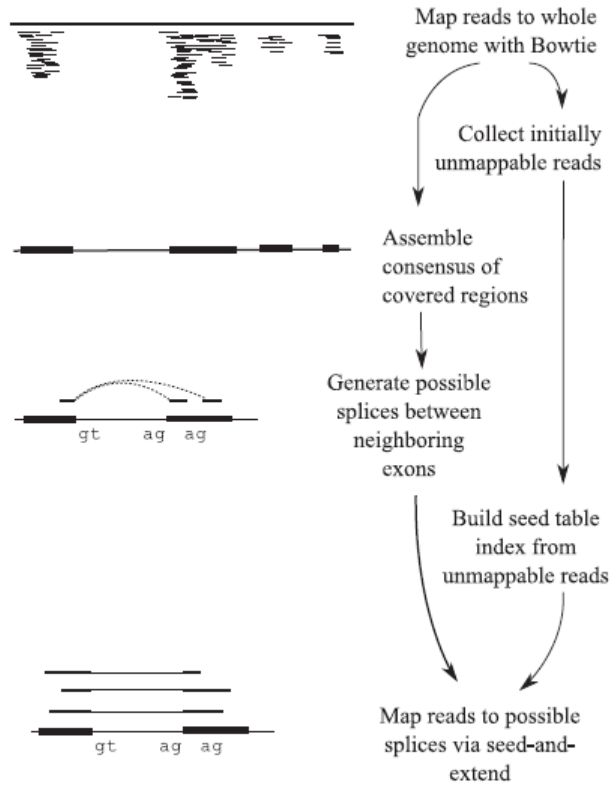 Map reads to whole
genome with Bowtie
Collect initially
unmappable reads
Assemble
consensus of
covered regions
Generate possible
splices between
neighboring
exons
gt ag ag
Build seed table
index from
unmappable reads
Map reads to possible
splices via seed-and-
extend
gt ag ag